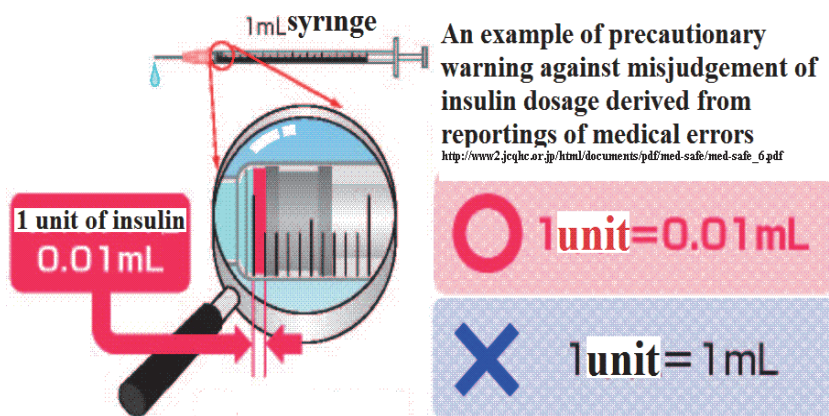 1mL syringe
An example of precautionary
warning against misjudgement of
insulin dosage derived from
reportings of medical errors
http://www2.jcqhc.or.jp/html/documents/pdf/med-safe/med-safe_6.pdf
1 unit of insulin
0.01mL
1unit=0.01mL
1unit=1mL